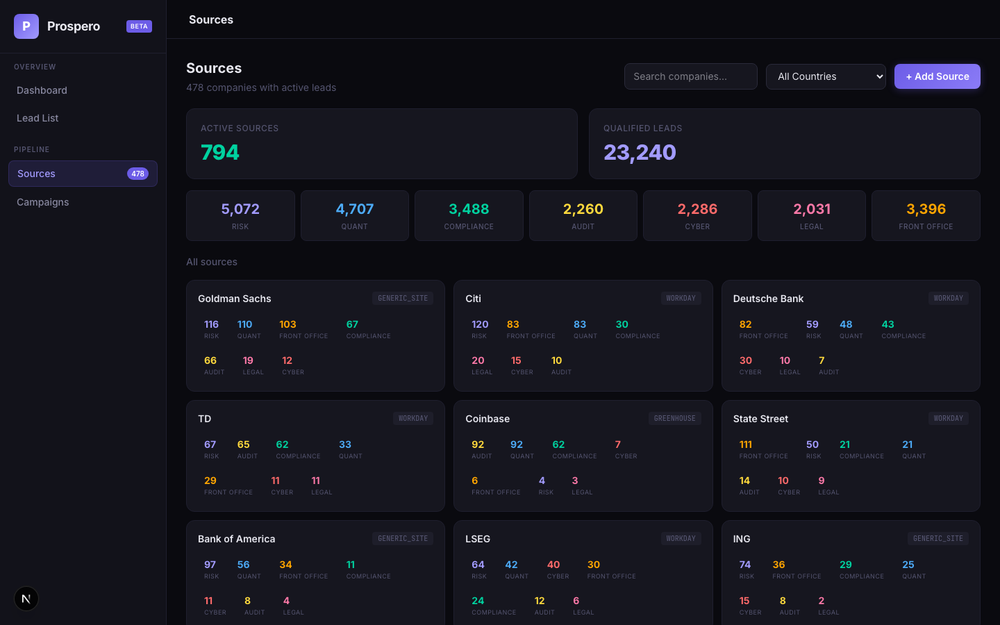 P Prospero BETA
OVERVIEW
Dashboard
Lead List
PIPELINE
Sources 478
Campaigns
Sources
Sources
478 companies with active leads
Search companies...
All Countries
+ Add Source
ACTIVE SOURCES
794
QUALIFIED LEADS
23,240
5,072 4,707 3,488 2,260 2,286 2,031 3,396
RISK QUANT COMPLIANCE AUDIT CYBER LEGAL FRONT OFFICE
All sources
Goldman Sachs GENERIC_SITE
116 110 103 67
RISK QUANT FRONT OFFICE COMPLIANCE
66 19 12
AUDIT LEGAL CYBER
Citi WORKDAY
120 83 83 30
RISK FRONT OFFICE QUANT COMPLIANCE
20 15 10
LEGAL CYBER AUDIT
Deutsche Bank WORKDAY
82 59 48 43
FRONT OFFICE RISK QUANT COMPLIANCE
30 10 7
CYBER LEGAL AUDIT
TD WORKDAY
67 65 62 33
RISK AUDIT COMPLIANCE QUANT
29 11 11
FRONT OFFICE CYBER LEGAL
Coinbase GREENHOUSE
92 92 62 7
AUDIT QUANT COMPLIANCE CYBER
6 4 3
FRONT OFFICE RISK LEGAL
State Street WORKDAY
111 50 21 21
FRONT OFFICE RISK COMPLIANCE QUANT
14 10 9
AUDIT CYBER LEGAL
Bank of America GENERIC_SITE
97 56 34 11
RISK QUANT FRONT OFFICE COMPLIANCE
11 8 4
CYBER AUDIT LEGAL
LSEG WORKDAY
64 42 40 30
RISK QUANT CYBER FRONT OFFICE
24 12 6
COMPLIANCE AUDIT LEGAL
ING GENERIC_SITE
74 36 29 25
RISK FRONT OFFICE COMPLIANCE QUANT
15 8 2
CYBER AUDIT LEGAL
N